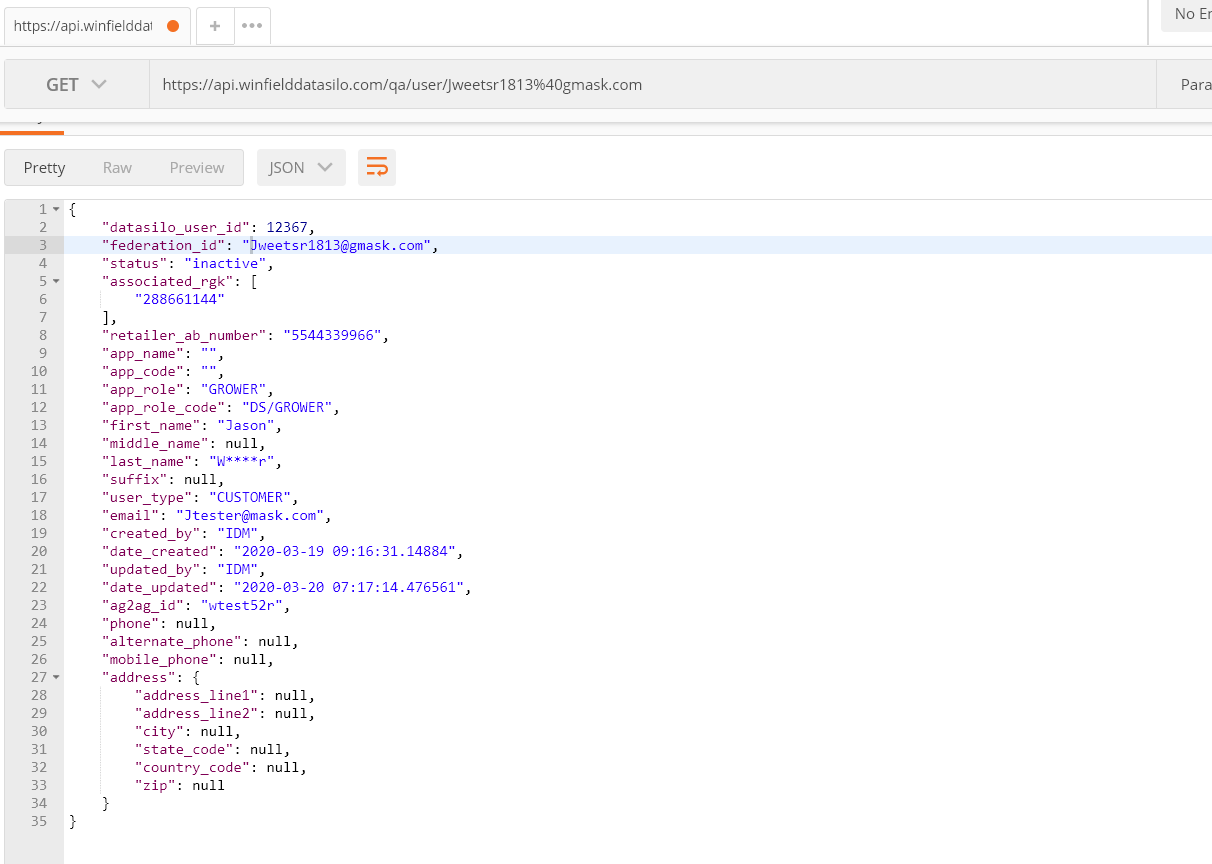 https://api.winfielddat
+
•••
No Er
GET
https://api.winfielddatasilo.com/qa/user/Jweetsr1813%40gmask.com
Para
Pretty
Raw
Preview
JSON
1 {
2 "datasilo_user_id": 12367,
3 "federation_id": "Jweetsr1813@gmask.com",
4 "status": "inactive",
5 "associated_rgk": [
6 "288661144"
7 ],
8 "retailer_ab_number": "5544339966",
9 "app_name": "",
10 "app_code": "",
11 "app_role": "GROWER",
12 "app_role_code": "DS/GROWER",
13 "first_name": "Jason",
14 "middle_name": null,
15 "last_name": "W****r",
16 "suffix": null,
17 "user_type": "CUSTOMER",
18 "email": "Jtester@mask.com",
19 "created_by": "IDM",
20 "date_created": "2020-03-19 09:16:31.14884",
21 "updated_by": "IDM",
22 "date_updated": "2020-03-20 07:17:14.476561",
23 "ag2ag_id": "wtest52r",
24 "phone": null,
25 "alternate_phone": null,
26 "mobile_phone": null,
27 "address": {
28 "address_line1": null,
29 "address_line2": null,
30 "city": null,
31 "state_code": null,
32 "country_code": null,
33 "zip": null
34 }
35 }